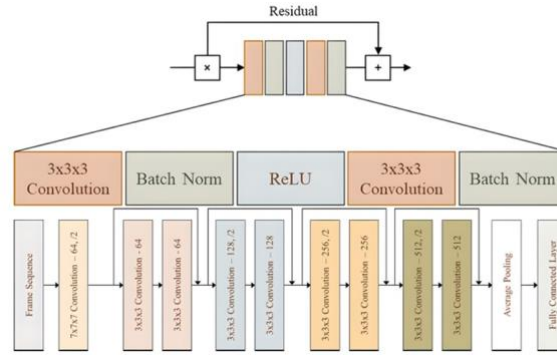 Residual
×
+
3x3x3
Convolution
Batch Norm
ReLU
3x3x3
Convolution
Batch Norm
Frame Sequence
7x7x7 Convolution – 64, /2
3x3x3 Convolution - 64
3x3x3 Convolution - 64
3x3x3 Convolution – 128, /2
3x3x3 Convolution – 128
3x3x3 Convolution – 256, /2
3x3x3 Convolution – 256
3x3x3 Convolution – 512, /2
3x3x3 Convolution – 512
Average Pooling
Fully Connected Layer